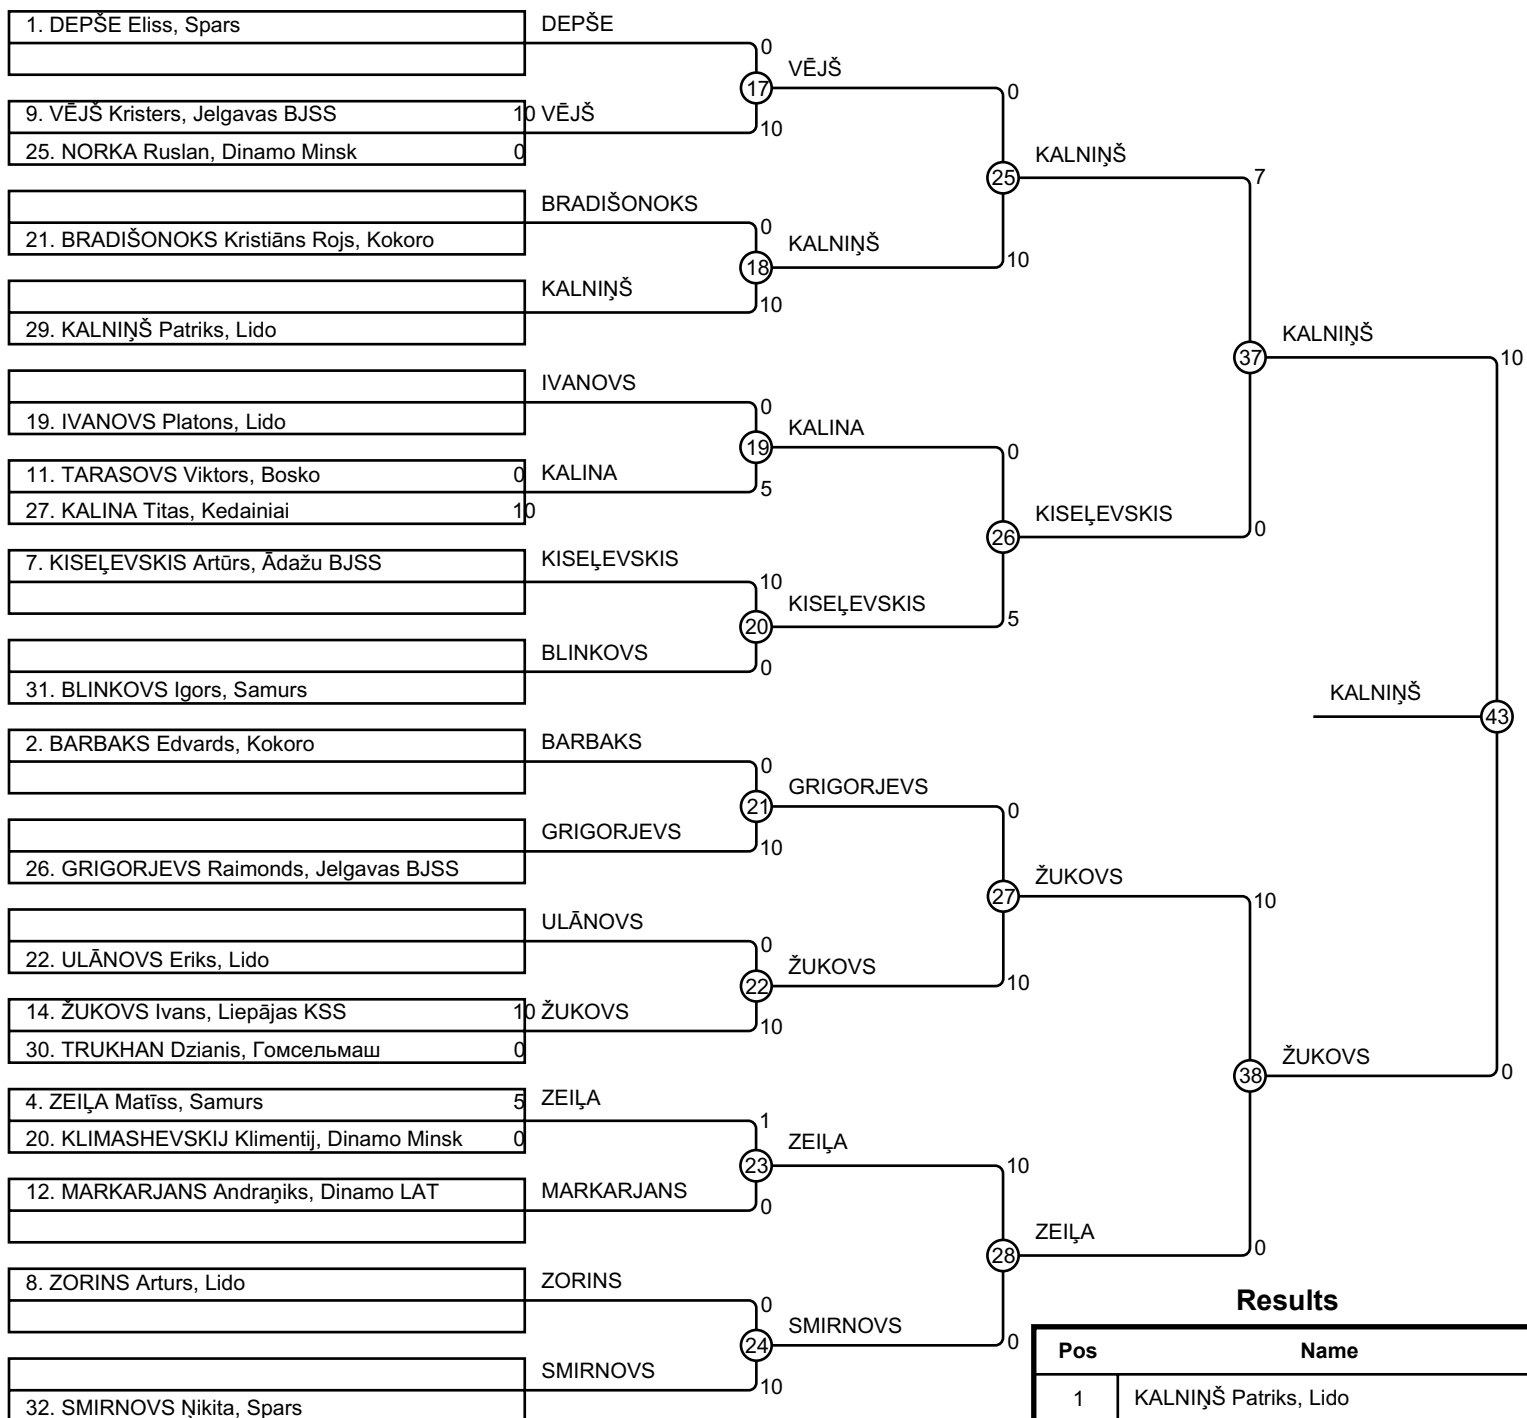 1. DEPŠE Eliss, Spars
DEPŠE
0
17
VĒJŠ
0
9. VĒJŠ Kristers, Jelgavas BJSS 10
VĒJŠ
10
25. NORKA Ruslan, Dinamo Minsk 0
25
KALNIŅŠ
7
BRADIŠONOKS
0
21. BRADIŠONOKS Kristiāns Rojs, Kokoro
18
KALNIŅŠ
10
KALNIŅŠ
10
29. KALNIŅŠ Patriks, Lido
37
KALNIŅŠ
10
IVANOVS
0
19. IVANOVS Platons, Lido
19
KALINA
0
11. TARASOVS Viktors, Bosko 0
KALINA
5
27. KALINA Titas, Kedainiai 10
26
KISEĻEVSKIS
0
7. KISEĻEVSKIS Artūrs, Ādažu BJSS
KISEĻEVSKIS
10
20
KISEĻEVSKIS
5
BLINKOVS
0
31. BLINKOVS Igors, Samurs
KALNIŅŠ
43
2. BARBAKS Edvards, Kokoro
BARBAKS
0
21
GRIGORJEVS
0
GRIGORJEVS
10
26. GRIGORJEVS Raimonds, Jelgavas BJSS
27
ŽUKOVS
10
ULĀNOVS
0
22. ULĀNOVS Eriks, Lido
22
ŽUKOVS
10
14. ŽUKOVS Ivans, Liepājas KSS 10
ŽUKOVS
10
30. TRUKHAN Dzianis, Гомсельмаш 0
38
ŽUKOVS
0
4. ZEIĻA Matīss, Samurs 5
ZEIĻA
1
20. KLIMASHEVSKIJ Klimentij, Dinamo Minsk 0
23
ZEIĻA
10
12. MARKARJANS Andraņiks, Dinamo LAT
MARKARJANS
0
28
ZEIĻA
0
8. ZORINS Arturs, Lido
ZORINS
0
24
SMIRNOVS
0
SMIRNOVS
10
32. SMIRNOVS Ņikita, Spars
Results
Pos Name
1 KALNIŅŠ Patriks, Lido